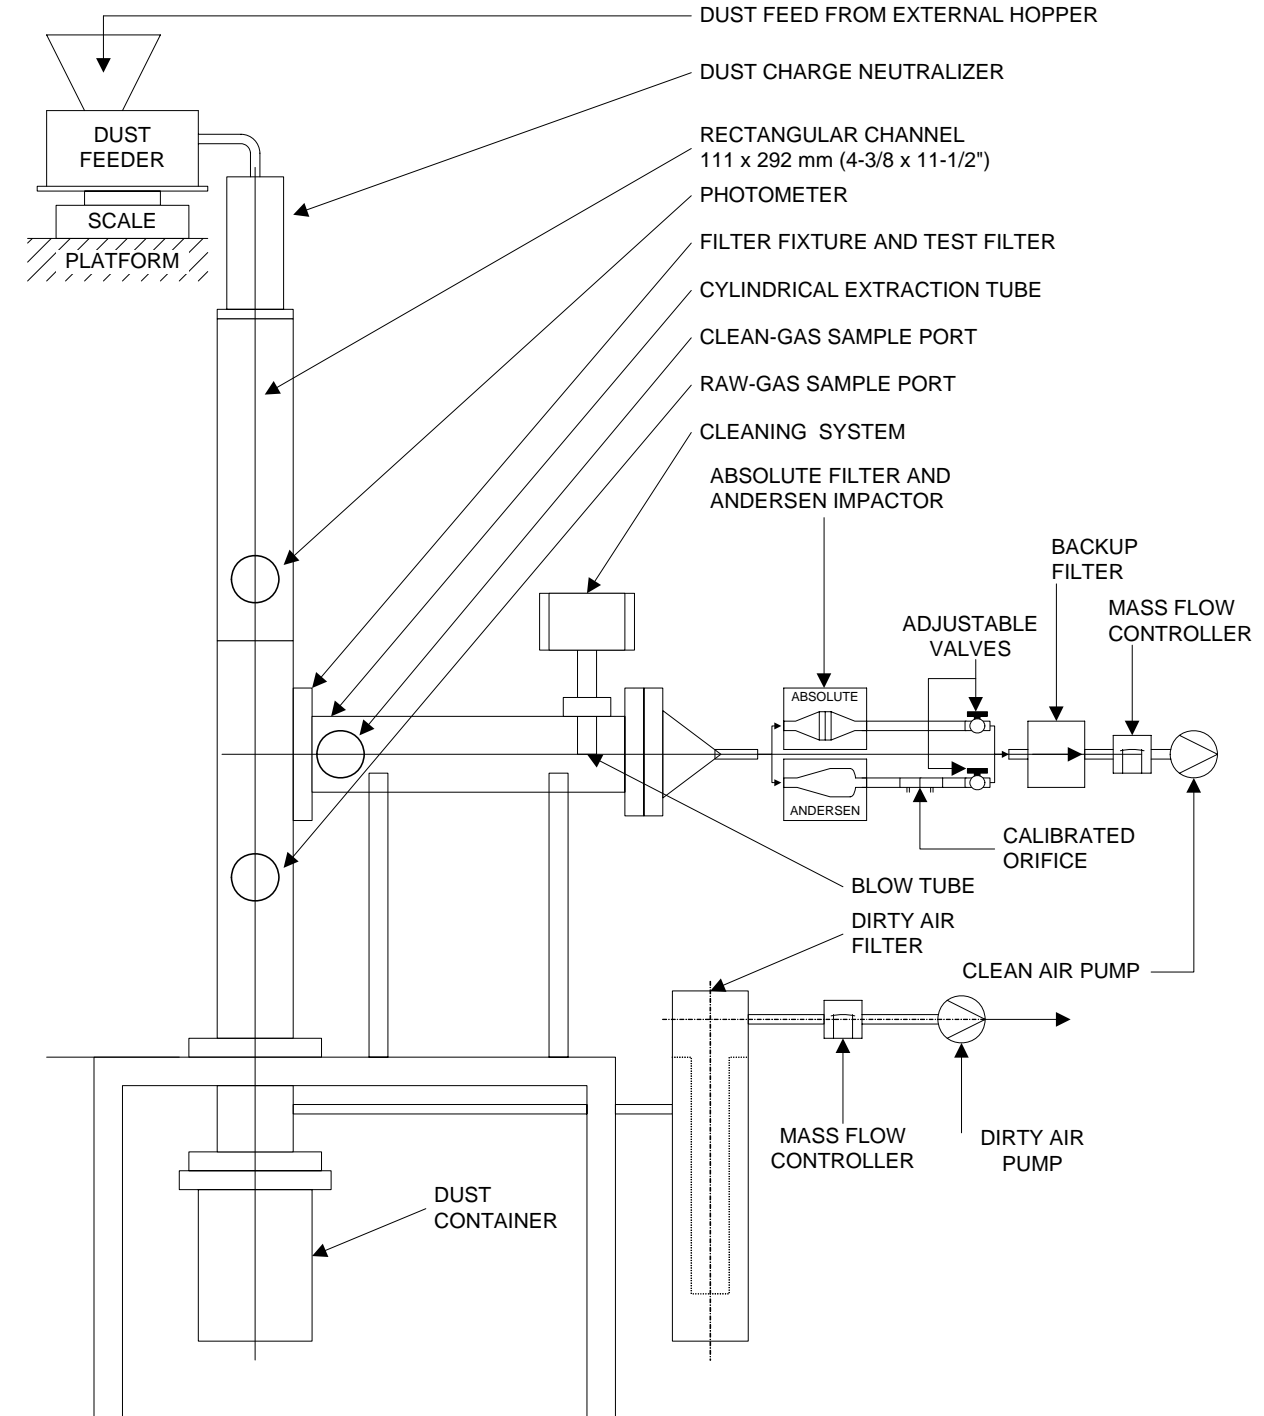 DUST FEED FROM EXTERNAL HOPPER
DUST CHARGE NEUTRALIZER
DUST
FEEDER
RECTANGULAR CHANNEL
111 x 292 mm (4-3/8 x 11-1/2")
PHOTOMETER
SCALE
FILTER FIXTURE AND TEST FILTER
PLATFORM
CYLINDRICAL EXTRACTION TUBE
CLEAN-GAS SAMPLE PORT
RAW-GAS SAMPLE PORT
CLEANING SYSTEM
ABSOLUTE FILTER AND
ANDERSEN IMPACTOR
BACKUP
FILTER
MASS FLOW
CONTROLLER
ADJUSTABLE
VALVES
ABSOLUTE
ANDERSEN
CALIBRATED
ORIFICE
BLOW TUBE
DIRTY AIR
FILTER
CLEAN AIR PUMP
MASS FLOW
CONTROLLER
DIRTY AIR
PUMP
DUST
CONTAINER